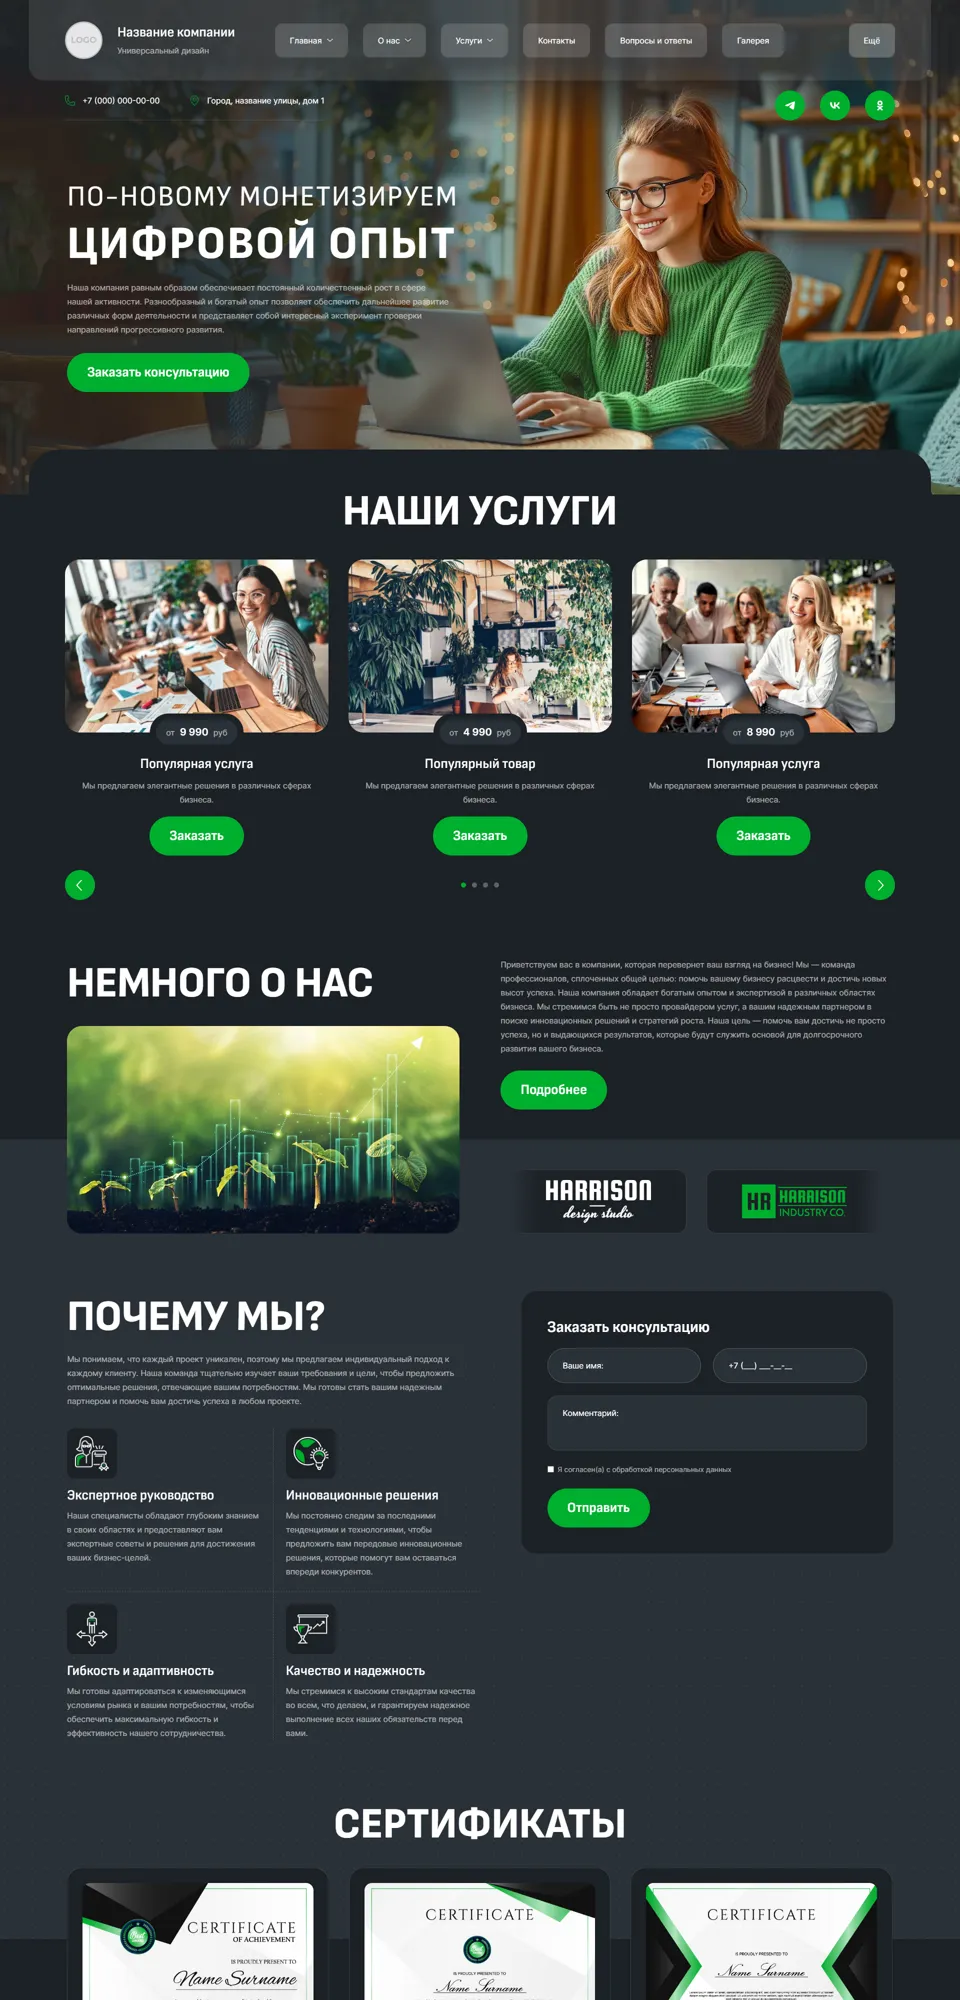 LOGO
Название компании
Универсальный дизайн
Главная
О нас
Услуги
Контакты
Вопросы и ответы
Галерея
Ещё
+7 (000) 000-00-00
Город, название улицы, дом 1
ПО-НОВОМУ МОНЕТИЗИРУЕМ
ЦИФРОВОЙ ОПЫТ
Наша компания равным образом обеспечивает постоянный количественный рост в сфере
нашей активности. Разнообразный и богатый опыт позволяет обеспечить дальнейшее развитие
различных форм деятельности и представляет собой интересный эксперимент проверки
направлений прогрессивного развития.
Заказать консультацию
НАШИ УСЛУГИ
от 9 990 руб
Популярная услуга
Мы предлагаем элегантные решения в различных сферах
бизнеса.
Заказать
от 4 990 руб
Популярный товар
Мы предлагаем элегантные решения в различных сферах
бизнеса.
Заказать
от 8 990 руб
Популярная услуга
Мы предлагаем элегантные решения в различных сферах
бизнеса.
Заказать
НЕМНОГО О НАС
Приветствуем вас в компании, которая перевернет ваш взгляд на бизнес! Мы — команда
профессионалов, сплоченных общей целью: помочь вашему бизнесу расцвести и достичь новых
высот успеха. Наша компания обладает богатым опытом и экспертизой в различных областях
бизнеса. Мы стремимся быть не просто провайдером услуг, а вашим надежным партнером в
поиске инновационных решений и стратегий роста. Наша цель — помочь вам достичь не просто
успеха, но и выдающихся результатов, которые будут служить основой для долгосрочного
развития вашего бизнеса.
Подробнее
HARRISON
design studio
HR HARRISON
INDUSTRY CO
ПОЧЕМУ МЫ?
Мы понимаем, что каждый проект уникален, поэтому мы предлагаем индивидуальный подход к
каждому клиенту. Наша команда тщательно изучает ваши требования и цели, чтобы предложить
оптимальные решения, отвечающие вашим потребностям. Мы готовы стать вашим надежным
партнером и помочь вам достичь успеха в любом проекте.
Экспертное руководство
Наши специалисты обладают глубоким знанием
в своих областях и предоставляют вам
экспертные советы и решения для достижения
ваших бизнес-целей.
Инновационные решения
Мы постоянно следим за последними
тенденциями и технологиями, чтобы
предложить вам передовые инновационные
решения, которые помогут вам оставаться
впереди конкурентов.
Гибкость и адаптивность
Мы готовы адаптироваться к изменяющимся
условиям рынка и вашим потребностям, чтобы
обеспечить максимальную гибкость и
эффективность нашего сотрудничества.
Качество и надежность
Мы стремимся к высоким стандартам качества
во всем, что делаем, и гарантируем надежное
выполнение всех наших обязательств перед
вами.
Заказать консультацию
Ваше имя:
+7 (___) ___-__-__
Комментарий:
Я согласен(а) с обработкой персональных данных
Отправить
СЕРТИФИКАТЫ
CERTIFICATE
OF ACHIEVEMENT
IS PROUDLY PRESENT TO
Name Surname
CERTIFICATE
IS PROUDLY PRESENTED TO
Name Surname
CERTIFICATE
IS PROUDLY PRESENTED TO
Name Surname